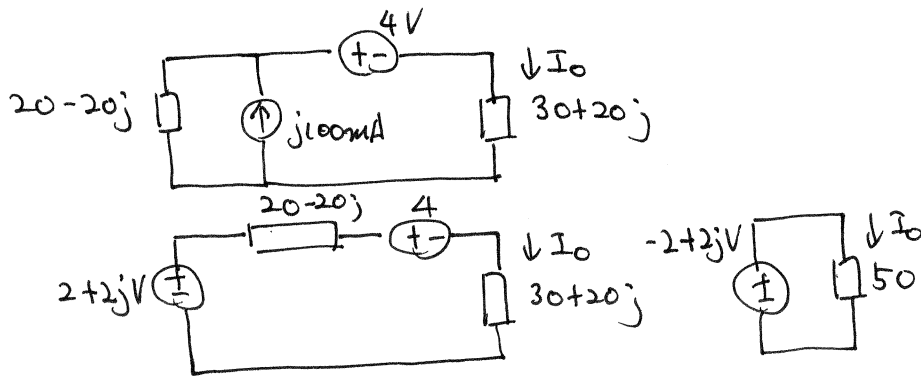 4V
+ -
20-20j
j100mA
↓ I₀
30+20j
20-20j
4
+ -
2+2jV
+ -
↓ I₀
30+20j
-2+2jV
+ -
↓ I₀
50